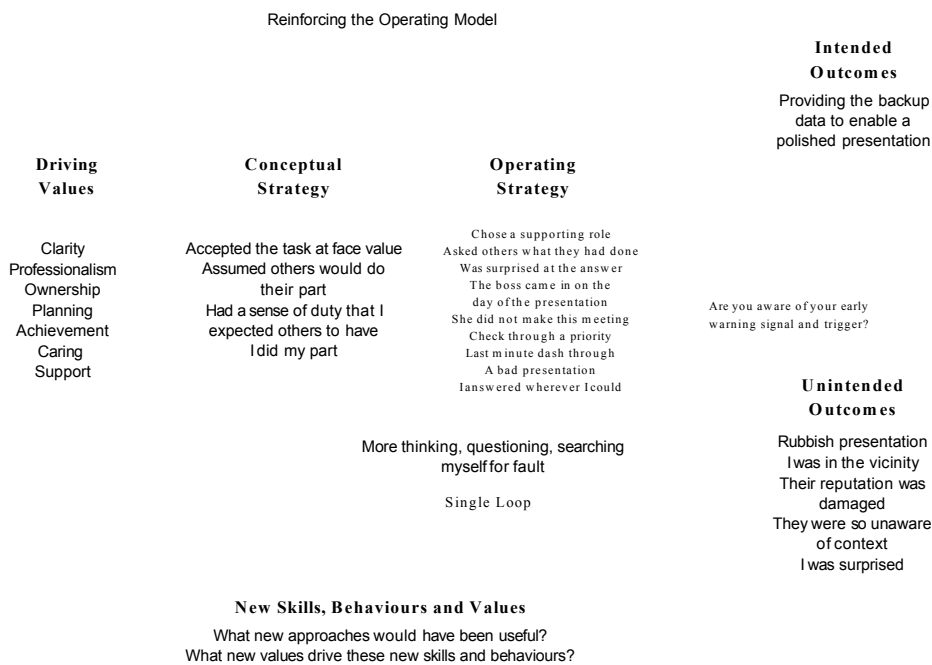 Reinforcing the Operating Model
Intended
Outcomes
Providing the backup
data to enable a
polished presentation
Driving
Values
Clarity
Professionalism
Ownership
Planning
Achievement
Caring
Support
Conceptual
Strategy
Accepted the task at face value
Assumed others would do
their part
Had a sense of duty that I
expected others to have
I did my part
Operating
Strategy
Chose a supporting role
Asked others what they had done
Was surprised at the answer
The boss came in on the
day of the presentation
She did not make this meeting
Check through a priority
Last minute dash through
A bad presentation
I answered wherever I could
Are you aware of your early
warning signal and trigger?
Unintended
Outcomes
Rubbish presentation
I was in the vicinity
Their reputation was
damaged
They were so unaware
of context
I was surprised
More thinking, questioning, searching
myself for fault
Single Loop
New Skills, Behaviours and Values
What new approaches would have been useful?
What new values drive these new skills and behaviours?